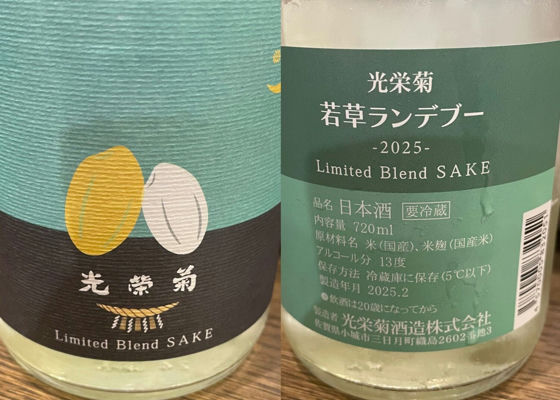 光榮菊
Limited Blend SAKE
光栄菊
若草ランデブー
-2025-
Limited Blend SAKE
品名 日本酒 要冷蔵
内容量 720ml
原材料名 米(国産)、米麹(国産米)
アルコール分 13度
保存方法 冷蔵庫に保存(5℃以下)
製造年月 2025.2
●飲酒は20歳になってから
製造者 光栄菊酒造株式会社
佐賀県小城市三日月町織島2602番地3